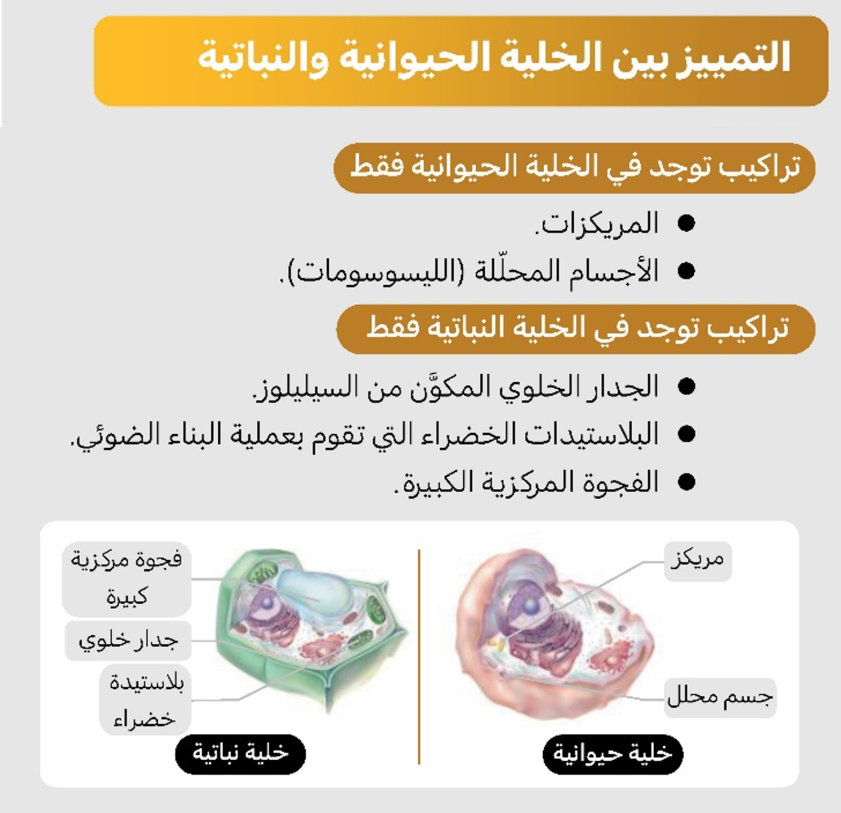 التمييز بين الخلية الحيوانية والنباتية
تراكيب توجد في الخلية الحيوانية فقط
● المريكزات.
● الأجسام المحلّلة (الليسوسومات).
تراكيب توجد في الخلية النباتية فقط
● الجدار الخلوي المكوَّن من السيليلوز.
● البلاستيدات الخضراء التي تقوم بعملية البناء الضوئي.
● الفجوة المركزية الكبيرة.
مريكز
جسم محلل
خلية حيوانية
فجوة مركزية
كبيرة
جدار خلوي
بلاستيدة
خضراء
خلية نباتية